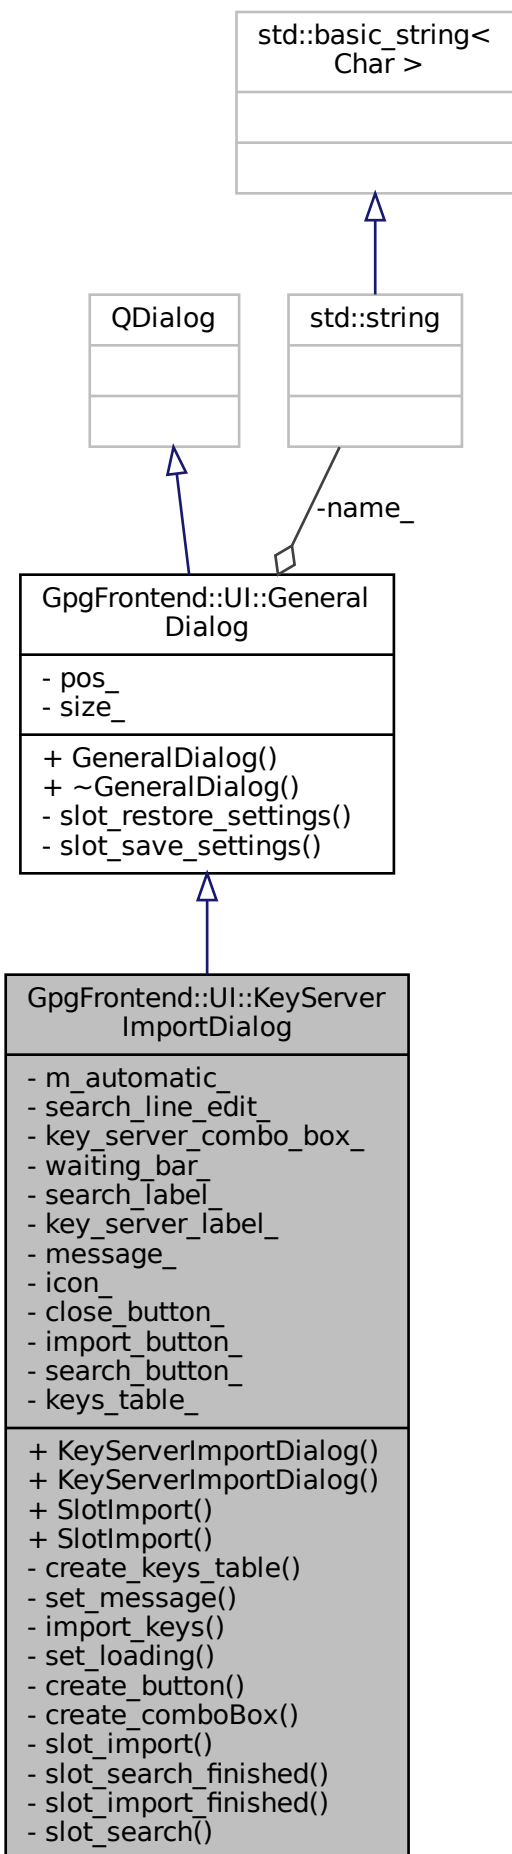 std::basic_string<
Char >
QDialog
std::string
-name_
GpgFrontend::UI::General
Dialog
- pos_
- size_
+ GeneralDialog()
+ ~GeneralDialog()
- slot_restore_settings()
- slot_save_settings()
GpgFrontend::UI::KeyServer
ImportDialog
- m_automatic_
- search_line_edit_
- key_server_combo_box_
- waiting_bar_
- search_label_
- key_server_label_
- message_
- icon_
- close_button_
- import_button_
- search_button_
- keys_table_
+ KeyServerImportDialog()
+ KeyServerImportDialog()
+ SlotImport()
+ SlotImport()
- create_keys_table()
- set_message()
- import_keys()
- set_loading()
- create_button()
- create_comboBox()
- slot_import()
- slot_search_finished()
- slot_import_finished()
- slot_search()